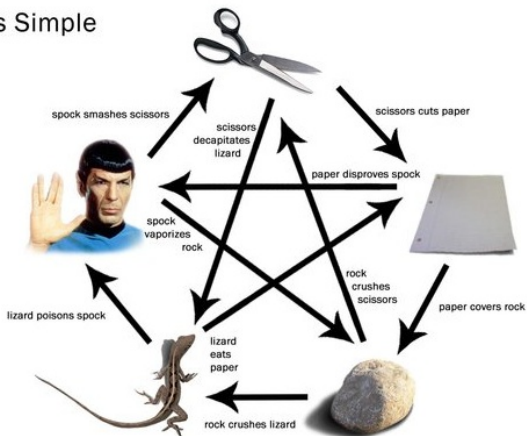 s Simple
spock smashes scissors
scissors cuts paper
scissors
decapitates
lizard
paper disproves spock
spock
vaporizes
rock
rock
crushes
scissors
paper covers rock
lizard poisons spock
lizard
eats
paper
rock crushes lizard